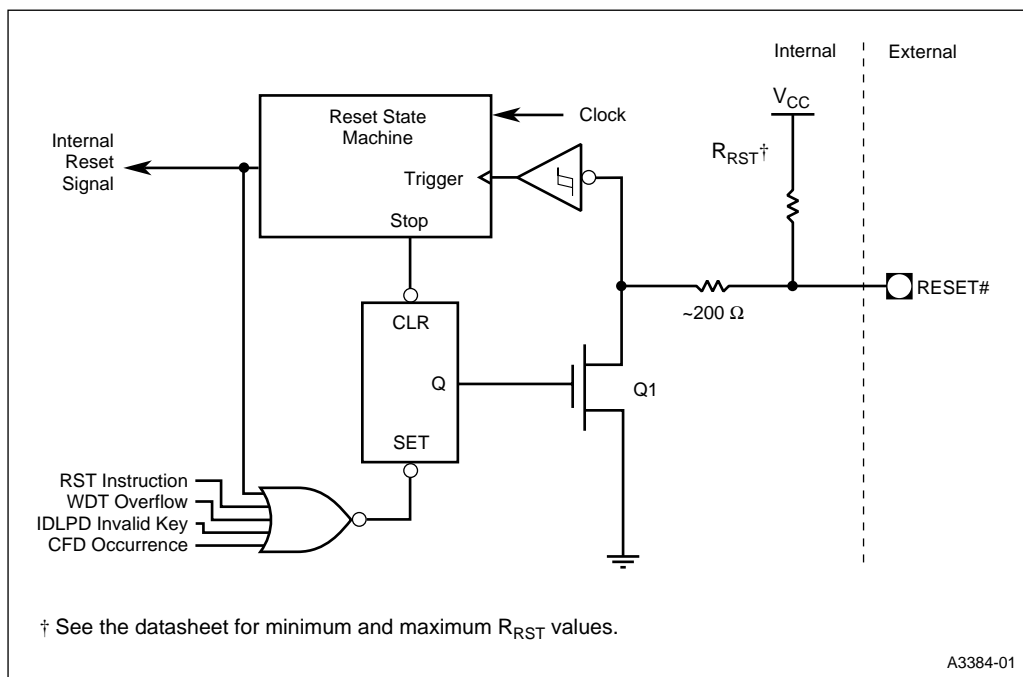 Internal
External
V_CC
Reset State
Machine
Clock
Internal
Reset
Signal
R_RST†
Trigger
Stop
RESET#
~200 Ω
CLR
Q
Q1
SET
RST Instruction
WDT Overflow
IDLPD Invalid Key
CFD Occurrence
† See the datasheet for minimum and maximum R_RST values.
A3384-01